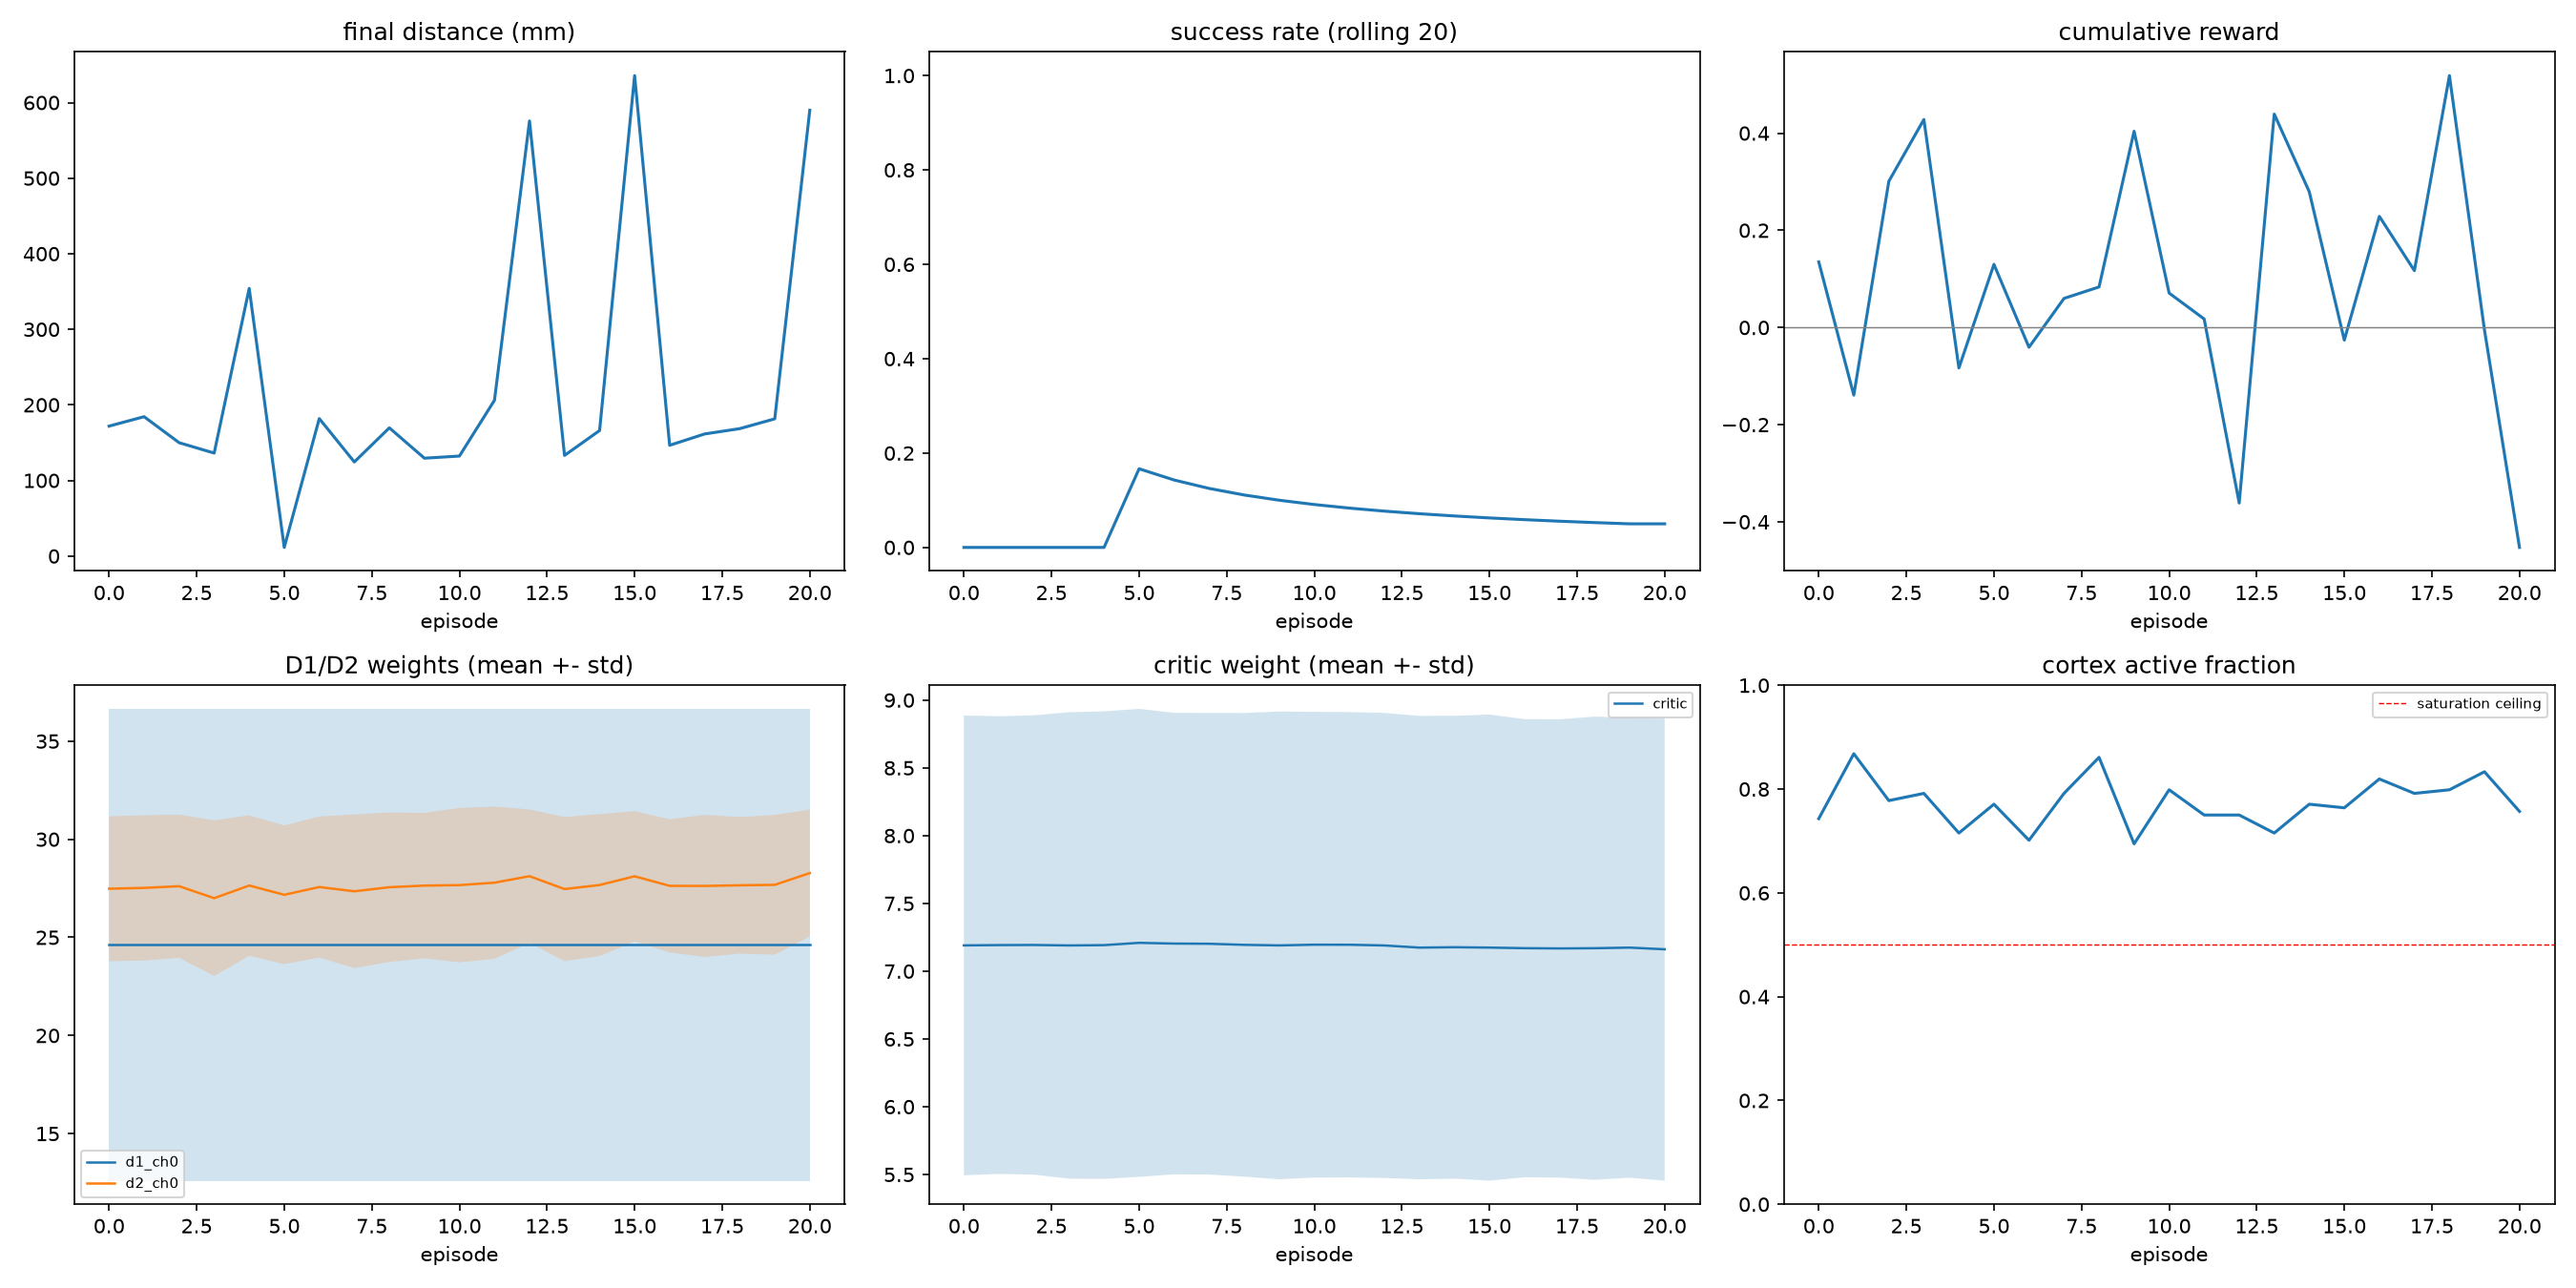 final distance (mm)
600
500
400
300
200
100
0
0.0 2.5 5.0 7.5 10.0 12.5 15.0 17.5 20.0
episode
success rate (rolling 20)
1.0
0.8
0.6
0.4
0.2
0.0
0.0 2.5 5.0 7.5 10.0 12.5 15.0 17.5 20.0
episode
cumulative reward
0.4
0.2
0.0
−0.2
−0.4
0.0 2.5 5.0 7.5 10.0 12.5 15.0 17.5 20.0
episode
D1/D2 weights (mean +- std)
35
30
25
20
15
d1_ch0
d2_ch0
0.0 2.5 5.0 7.5 10.0 12.5 15.0 17.5 20.0
episode
critic weight (mean +- std)
critic
9.0
8.5
8.0
7.5
7.0
6.5
6.0
5.5
0.0 2.5 5.0 7.5 10.0 12.5 15.0 17.5 20.0
episode
cortex active fraction
saturation ceiling
1.0
0.8
0.6
0.4
0.2
0.0
0.0 2.5 5.0 7.5 10.0 12.5 15.0 17.5 20.0
episode